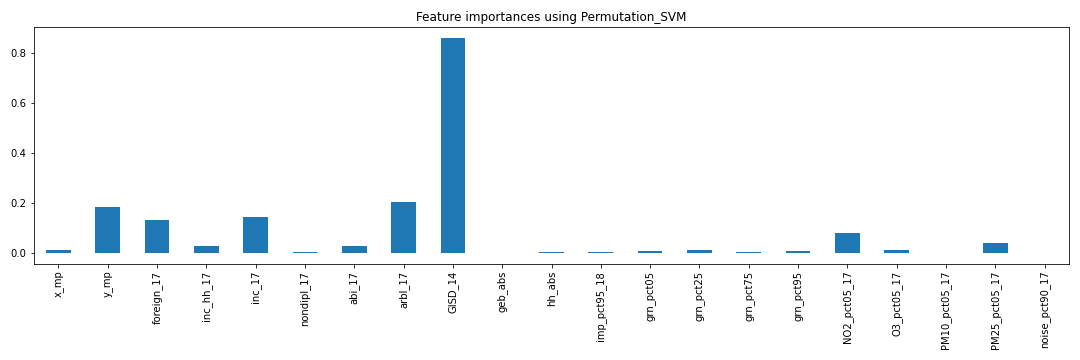 Feature importances using Permutation_SVM
0.8
0.6
0.4
0.2
0.0
x_mp
y_mp
foreign_17
inc_hh_17
inc_17
nondipl_17
abi_17
arbl_17
GISD_14
geb_abs
hh_abs
imp_pct95_18
grn_pct05
grn_pct25
grn_pct75
grn_pct95
NO2_pct05_17
O3_pct05_17
PM10_pct05_17
PM25_pct05_17
noise_pct90_17